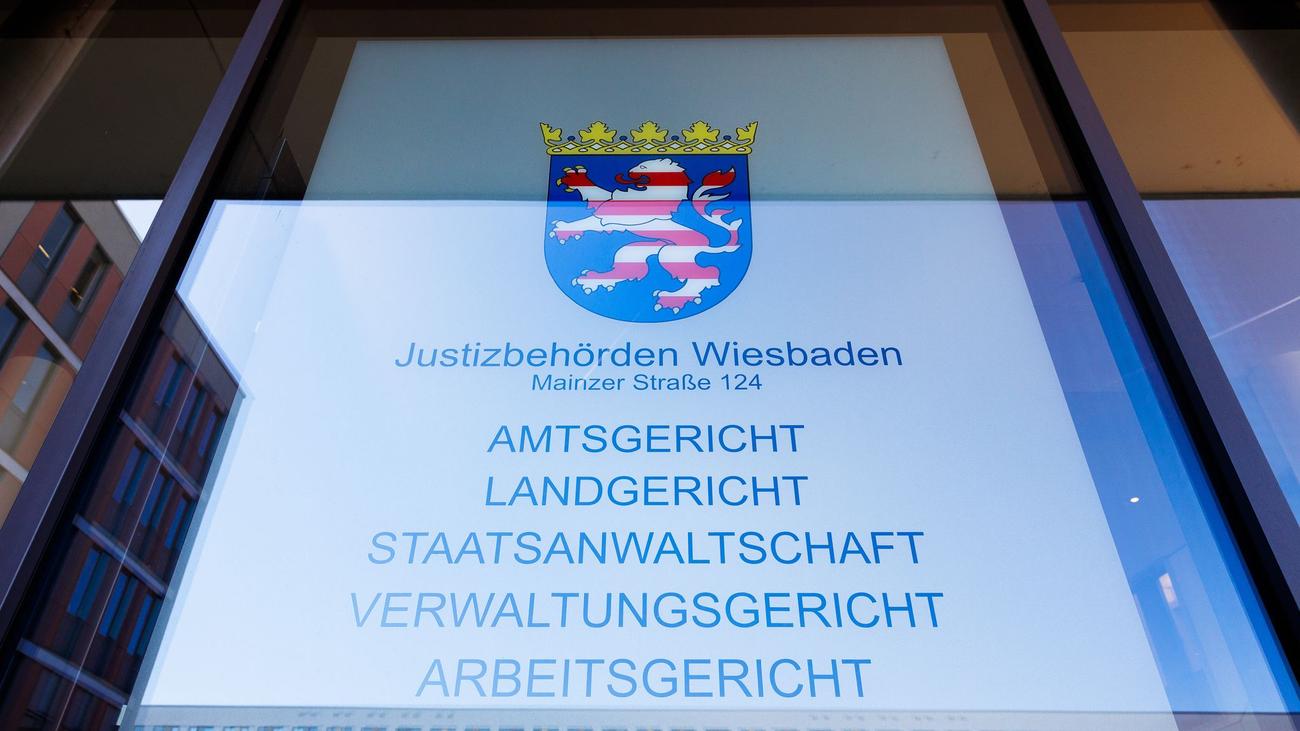 Justizbehörden Wiesbaden
Mainzer Straße 124
AMTSGERICHT
LANDGERICHT
STAATSANWALTSCHAFT
VERWALTUNGSGERICHT
ARBEITSGERICHT